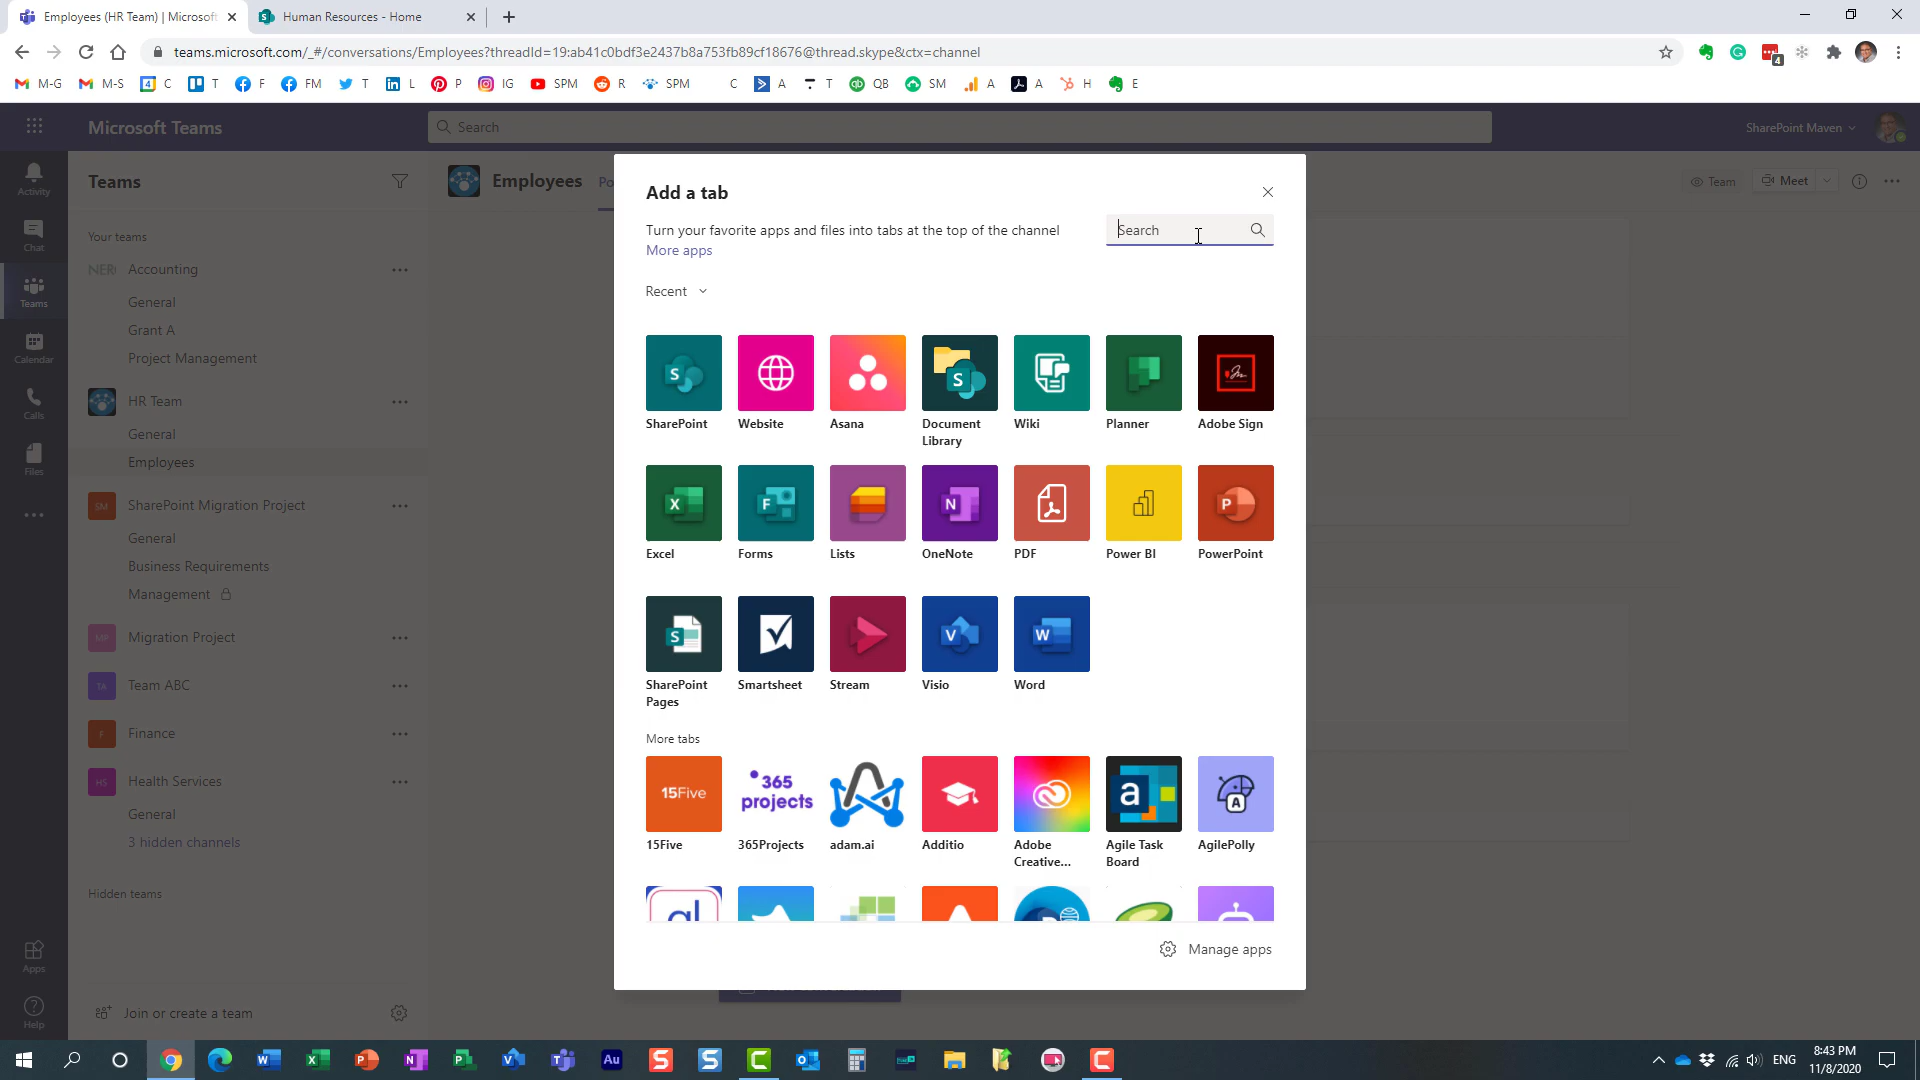 Employees (HR Team) | Microsoft
Human Resources - Home
teams.microsoft.com/_#/conversations/Employees?threadId=19:ab41c0bdf3e2437b8a753fb89cf18676@thread.skype&ctx=channel
4
M-G M-S C T F FM T L P IG SPM R SPM C A T QB SM A A H E
Microsoft Teams
Search
SharePoint Maven
Activity
Chat
Teams
Calendar
Calls
Files
Apps
Help
Teams
Your teams
Accounting
General
Grant A
Project Management
HR Team
General
Employees
SM SharePoint Migration Project
General
Business Requirements
Management
MP Migration Project
TA Team ABC
F Finance
HS Health Services
General
3 hidden channels
Hidden teams
Join or create a team
Employees Po
Team
Meet
Add a tab
Turn your favorite apps and files into tabs at the top of the channel
More apps
Search
Recent
SharePoint
Website
Asana
Document
Library
Wiki
Planner
Adobe Sign
Excel
Forms
Lists
OneNote
PDF
Power BI
PowerPoint
SharePoint
Pages
Smartsheet
Stream
Visio
Word
More tabs
15Five
365
projects
15Five
365Projects
adam.ai
Additio
Adobe
Creative...
Agile Task
Board
AgilePolly
Manage apps
ENG
8:43 PM
11/8/2020